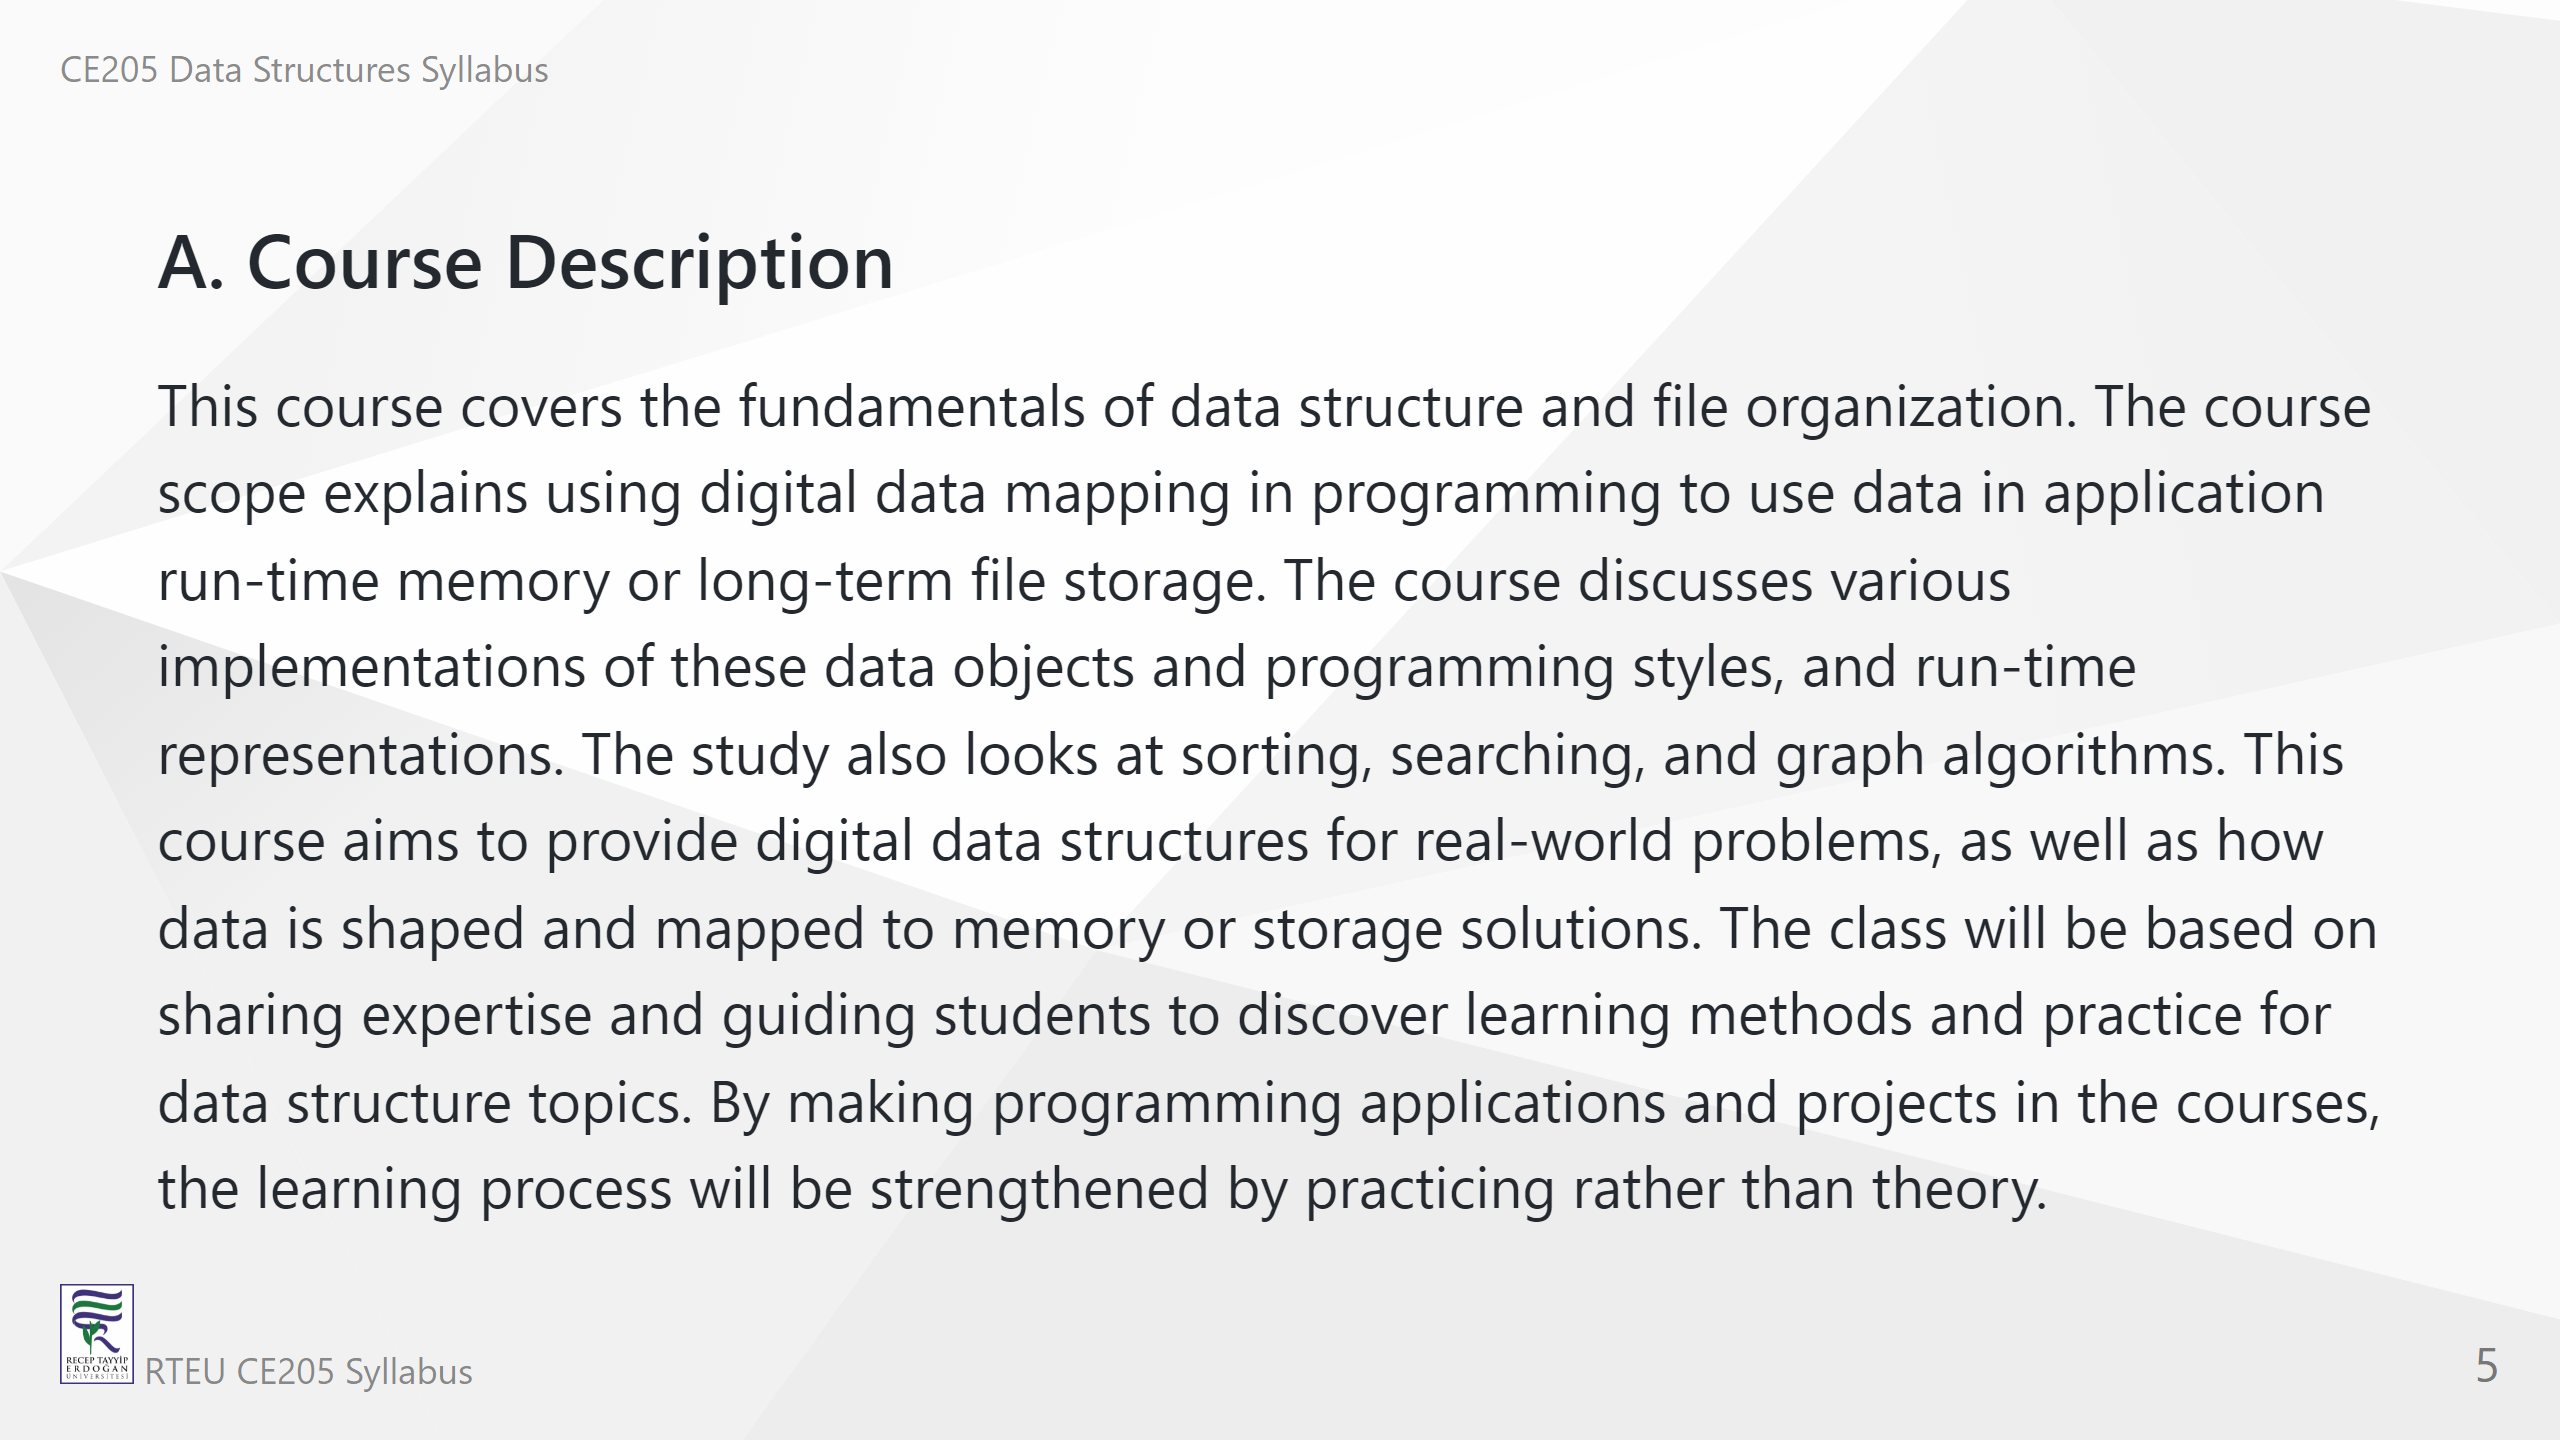 CE205 Data Structures Syllabus
A. Course Description
This course covers the fundamentals of data structure and file organization. The course
scope explains using digital data mapping in programming to use data in application
run-time memory or long-term file storage. The course discusses various
implementations of these data objects and programming styles, and run-time
representations. The study also looks at sorting, searching, and graph algorithms. This
course aims to provide digital data structures for real-world problems, as well as how
data is shaped and mapped to memory or storage solutions. The class will be based on
sharing expertise and guiding students to discover learning methods and practice for
data structure topics. By making programming applications and projects in the courses,
the learning process will be strengthened by practicing rather than theory.
RECEP TAYYİP
ERDOĞAN
ÜNİVERSİTESİ
RTEU CE205 Syllabus
5